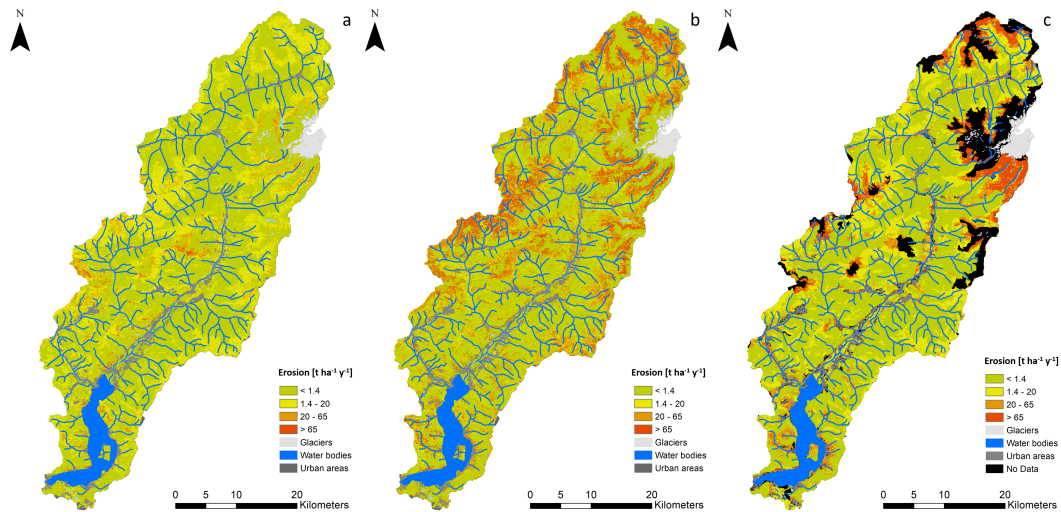 N
a
Erosion [t ha⁻¹ y⁻¹]
< 1.4
1.4 - 20
20 - 65
> 65
Glaciers
Water bodies
Urban areas
0 5 10 20
Kilometers
N
b
Erosion [t ha⁻¹ y⁻¹]
< 1.4
1.4 - 20
20 - 65
> 65
Glaciers
Water bodies
Urban areas
0 5 10 20
Kilometers
N
c
Erosion [t ha⁻¹ y⁻¹]
< 1.4
1.4 - 20
20 - 65
> 65
Glaciers
Water bodies
Urban areas
No Data
0 5 10 20
Kilometers